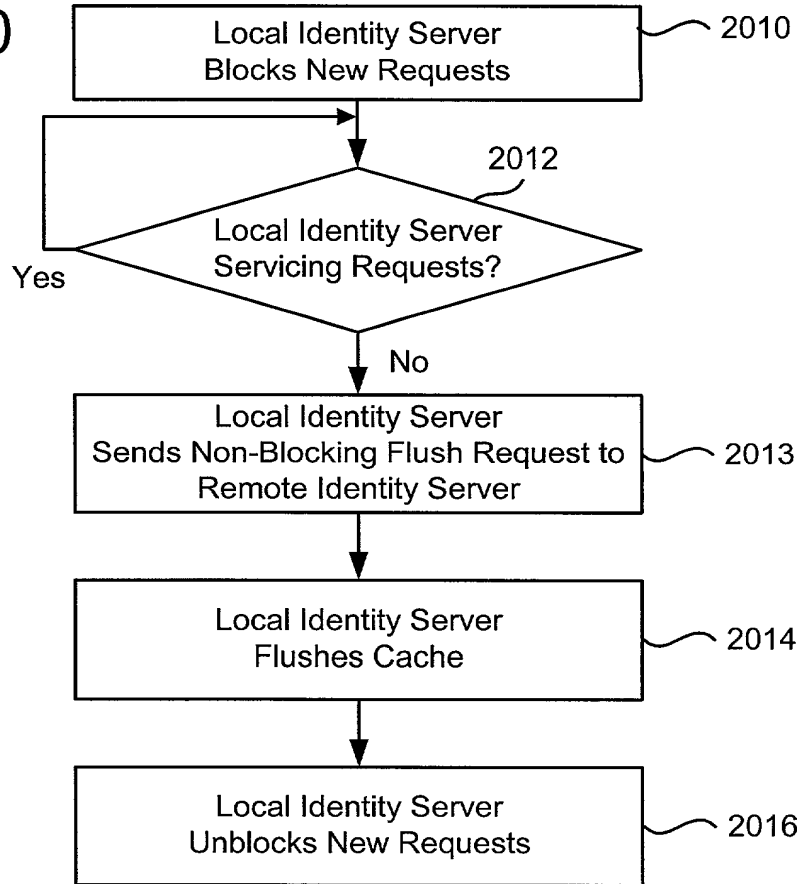 Local Identity Server
Blocks New Requests
2010
2012
Local Identity Server
Servicing Requests?
Yes
No
Local Identity Server
Sends Non-Blocking Flush Request to
Remote Identity Server
2013
Local Identity Server
Flushes Cache
2014
Local Identity Server
Unblocks New Requests
2016